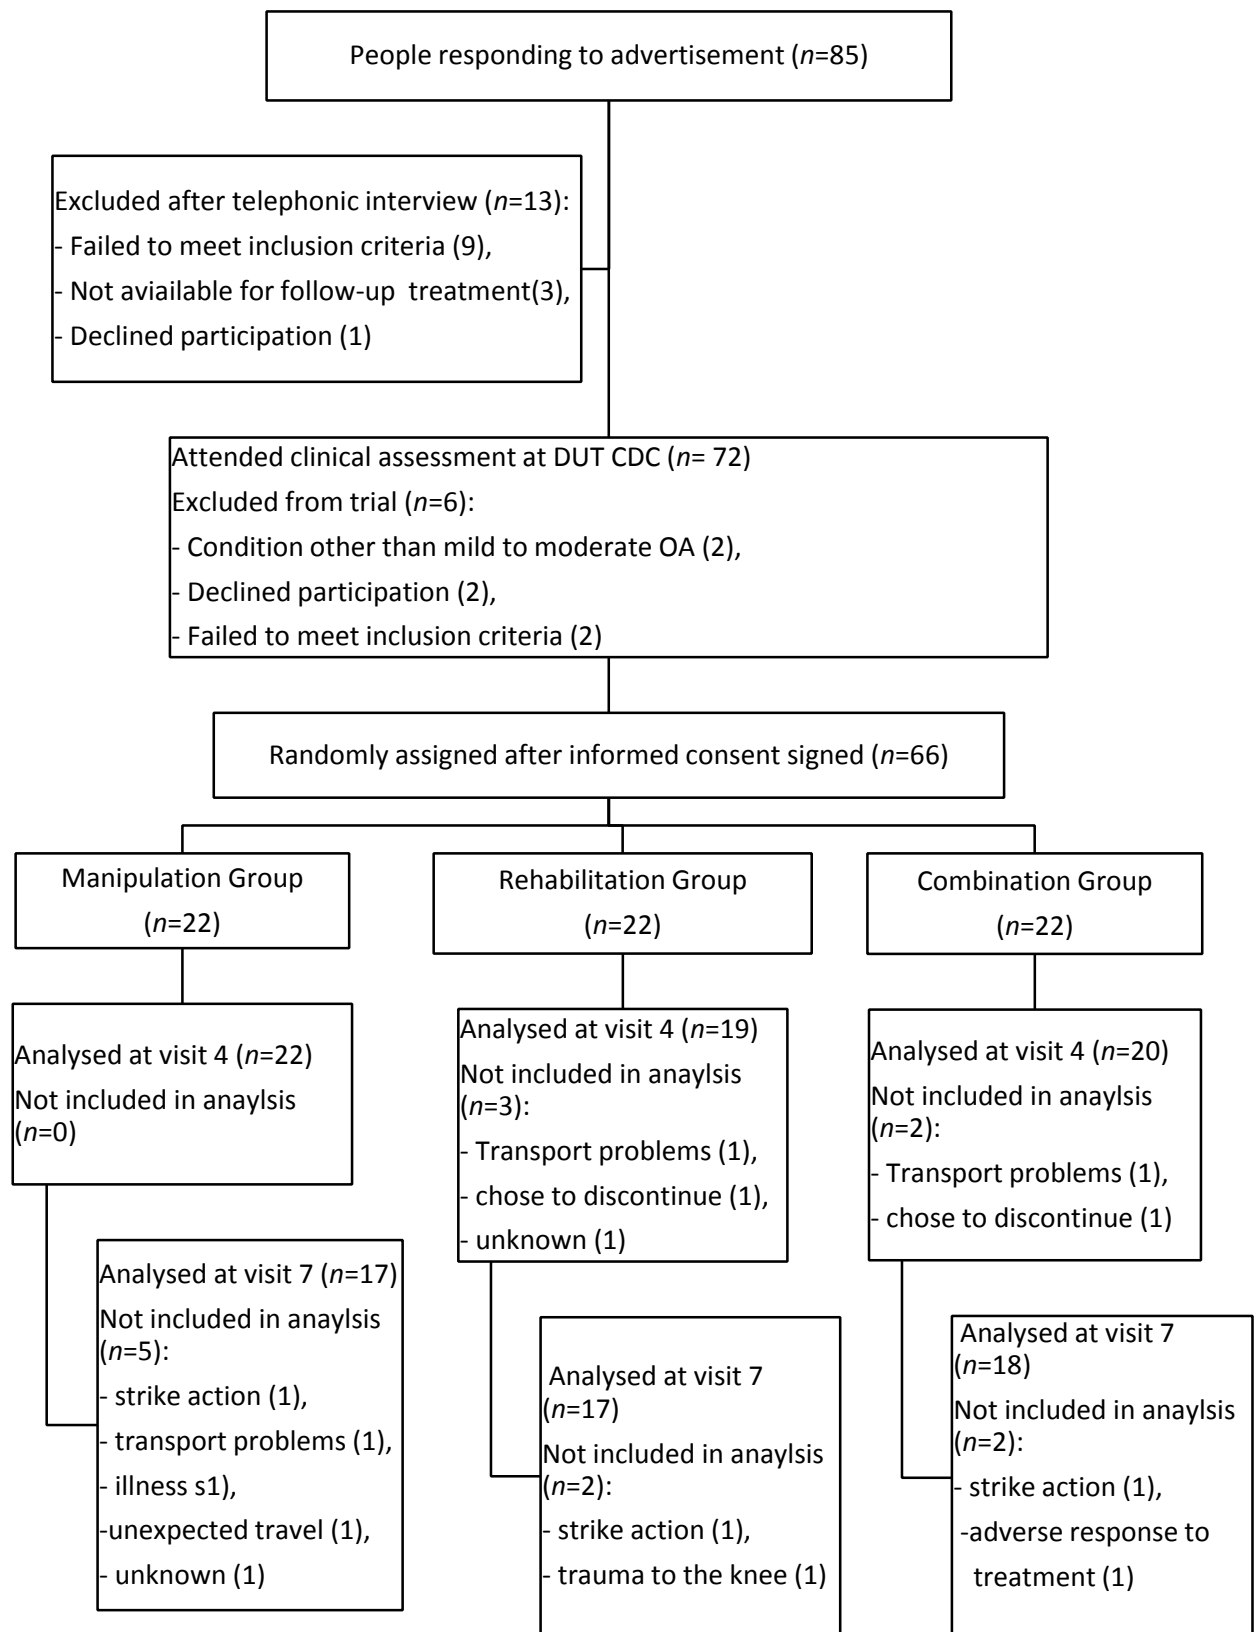 People responding to advertisement (n=85)
Excluded after telephonic interview (n=13):
- Failed to meet inclusion criteria (9),
- Not aviailable for follow-up  treatment(3),
- Declined participation (1)
Attended clinical assessment at DUT CDC (n= 72)
Excluded from trial (n=6):
- Condition other than mild to moderate OA (2),
- Declined participation (2),
- Failed to meet inclusion criteria (2)
Randomly assigned after informed consent signed (n=66)
Manipulation Group
(n=22)
Rehabilitation Group
(n=22)
Combination Group
(n=22)
Analysed at visit 4 (n=22)
Not included in anaylsis
(n=0)
Analysed at visit 4 (n=19)
Not included in anaylsis
(n=3):
- Transport problems (1),
- chose to discontinue (1),
- unknown (1)
Analysed at visit 4 (n=20)
Not included in anaylsis
(n=2):
- Transport problems (1),
- chose to discontinue (1)
Analysed at visit 7 (n=17)
Not included in anaylsis
(n=5):
- strike action (1),
- transport problems (1),
- illness s1),
-unexpected travel (1),
- unknown (1)
Analysed at visit 7
(n=17)
Not included in anaylsis
(n=2):
- strike action (1),
- trauma to the knee (1)
Analysed at visit 7
(n=18)
Not included in anaylsis
(n=2):
- strike action (1),
-adverse response to
treatment (1)